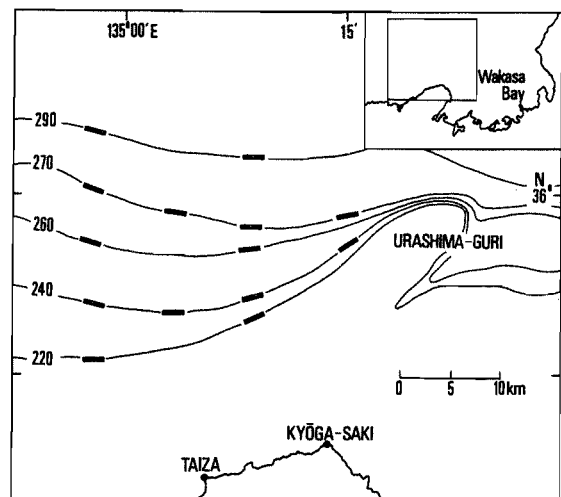 135°00′E
15′
Wakasa
Bay
290
270
N
36°
260
URASHIMA-GURI
240
220
0 5 10km
KYŌGA-SAKI
TAIZA